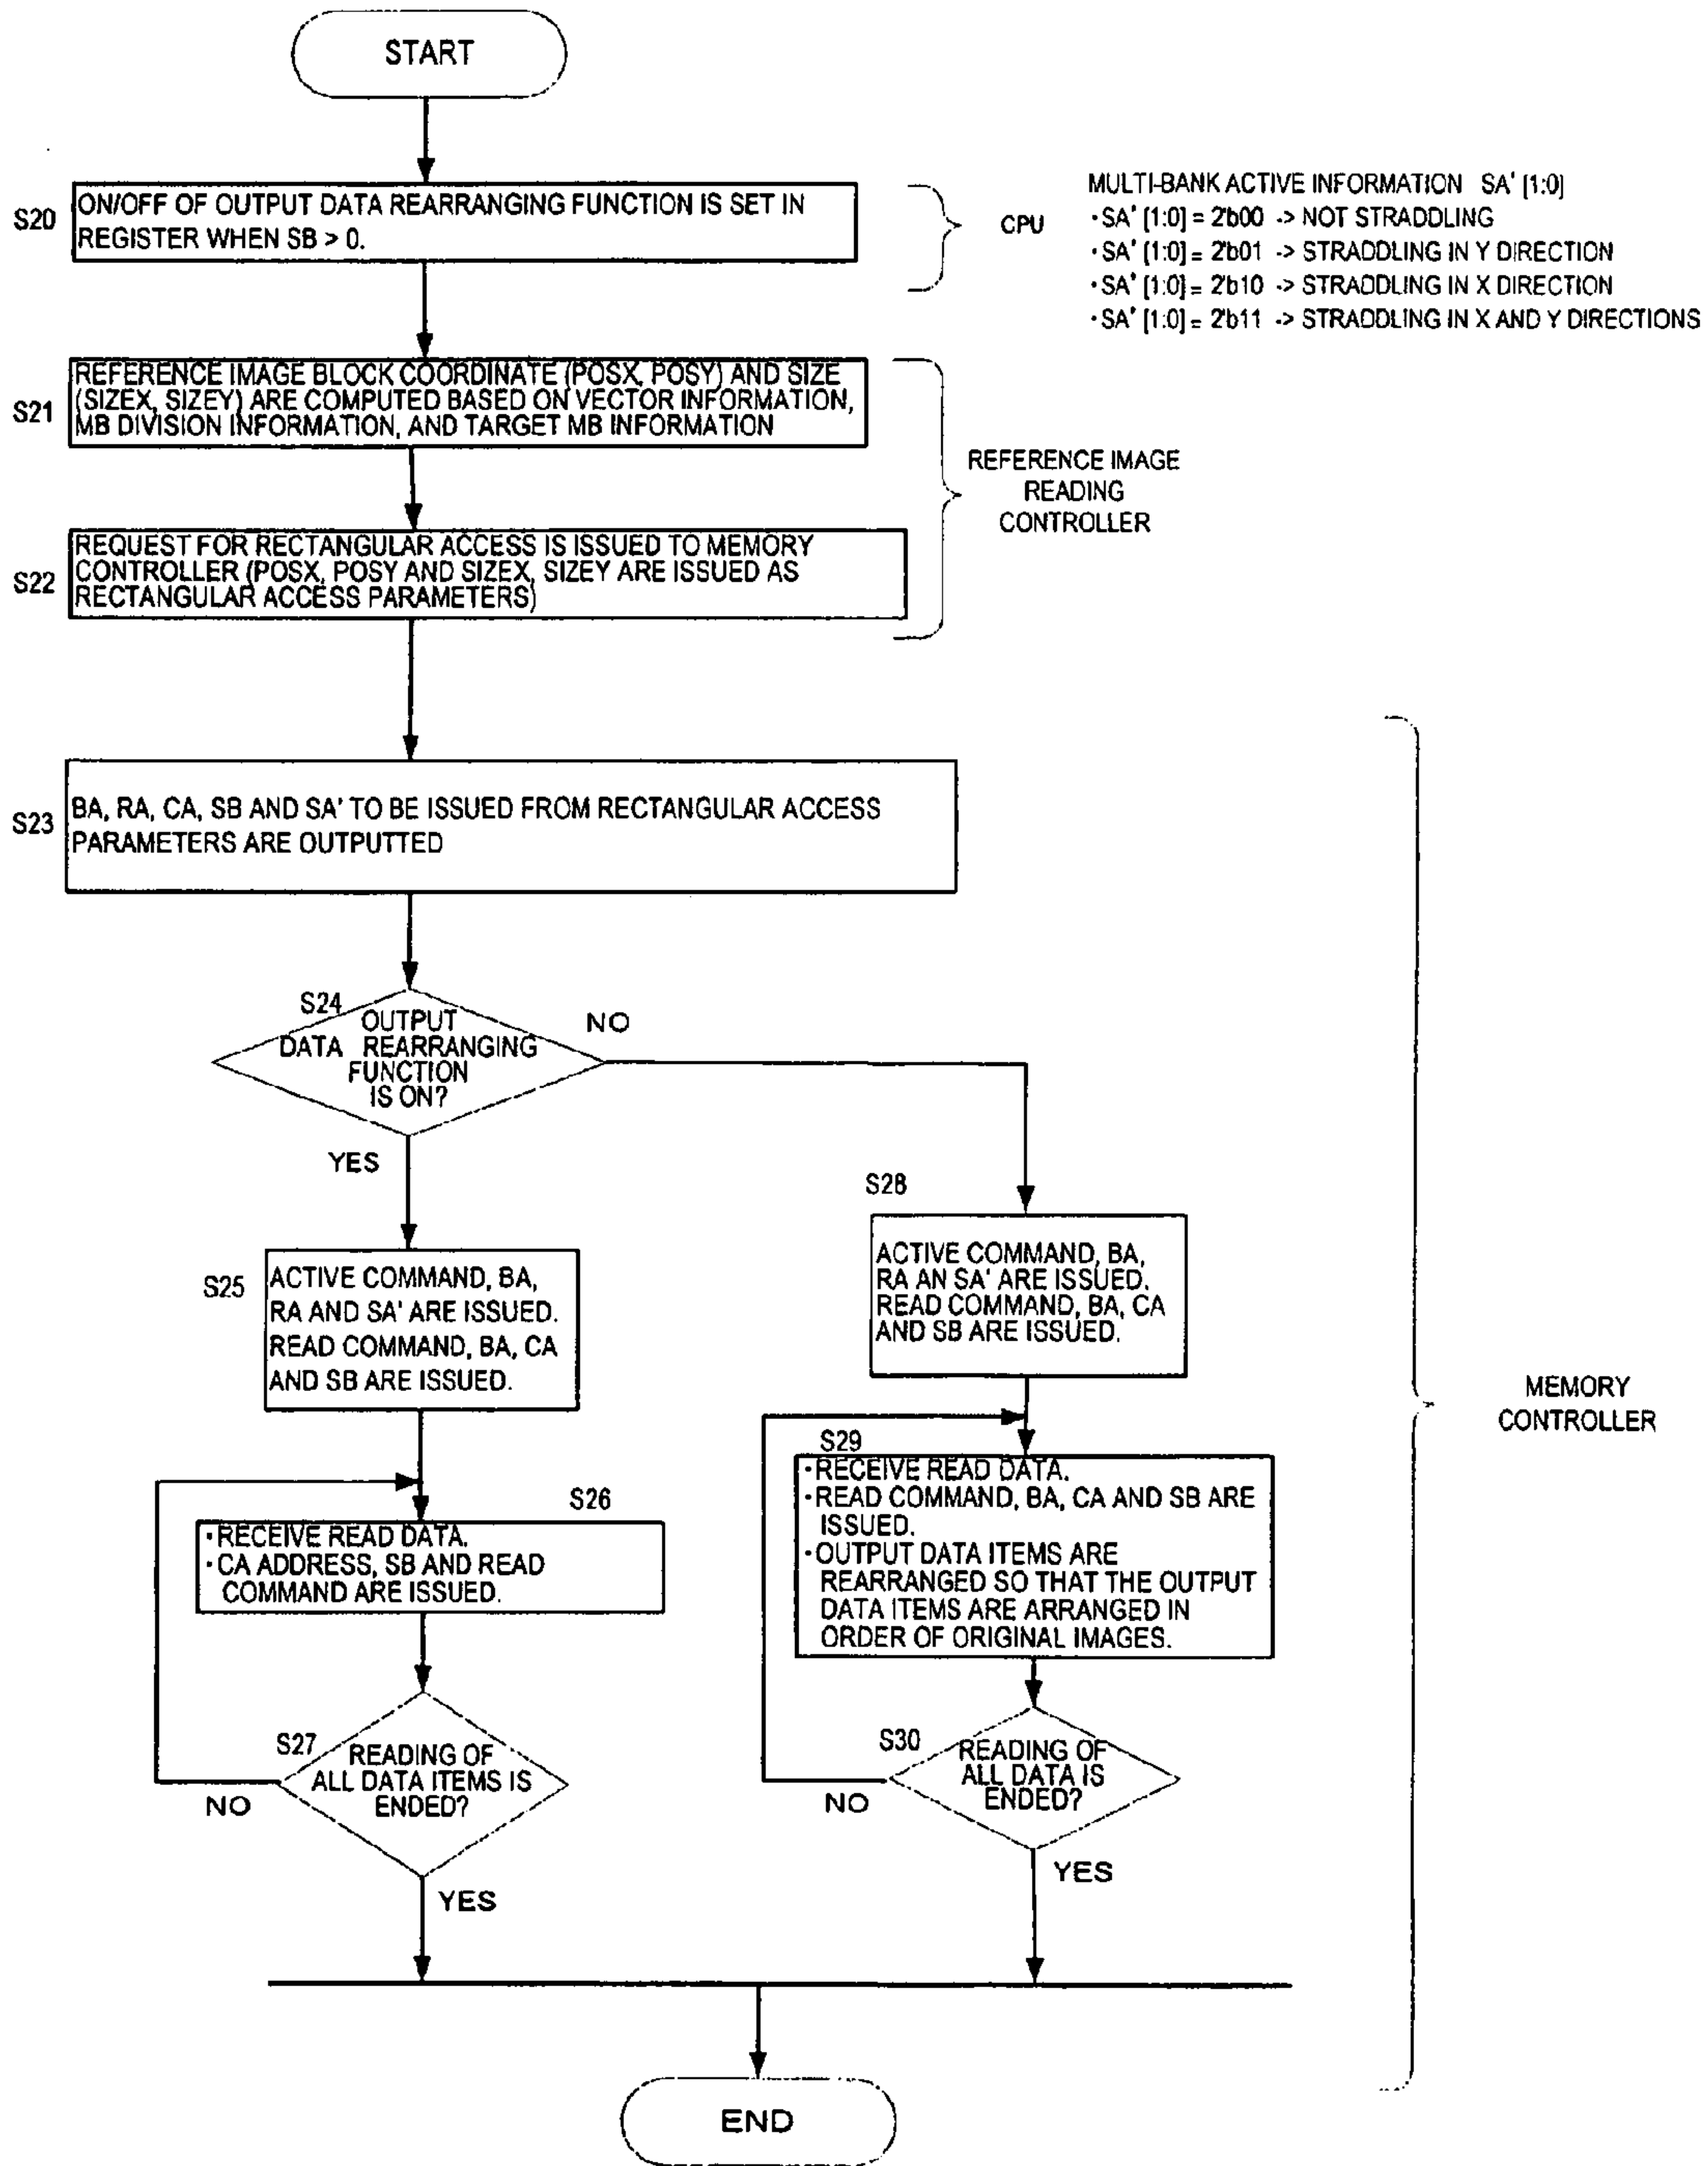 START
S20
ON/OFF OF OUTPUT DATA REARRANGING FUNCTION IS SET IN
REGISTER WHEN SB > 0.
CPU
MULTI-BANK ACTIVE INFORMATION SA' [1:0]
·SA' [1:0] = 2'b00 -> NOT STRADDLING
·SA' [1:0] = 2'b01 -> STRADDLING IN Y DIRECTION
·SA' [1:0] = 2'b10 -> STRADDLING IN X DIRECTION
·SA' [1:0] = 2'b11 -> STRADDLING IN X AND Y DIRECTIONS
S21
REFERENCE IMAGE BLOCK COORDINATE (POSX, POSY) AND SIZE
(SIZEX, SIZEY) ARE COMPUTED BASED ON VECTOR INFORMATION,
MB DIVISION INFORMATION, AND TARGET MB INFORMATION
REFERENCE IMAGE
READING
CONTROLLER
S22
REQUEST FOR RECTANGULAR ACCESS IS ISSUED TO MEMORY
CONTROLLER (POSX, POSY AND SIZEX, SIZEY ARE ISSUED AS
RECTANGULAR ACCESS PARAMETERS)
S23
BA, RA, CA, SB AND SA' TO BE ISSUED FROM RECTANGULAR ACCESS
PARAMETERS ARE OUTPUTTED
S24
OUTPUT
DATA REARRANGING
FUNCTION
IS ON?
NO
YES
S25
ACTIVE COMMAND, BA,
RA AND SA' ARE ISSUED.
READ COMMAND, BA, CA
AND SB ARE ISSUED.
S28
ACTIVE COMMAND, BA,
RA AN SA' ARE ISSUED.
READ COMMAND, BA, CA
AND SB ARE ISSUED.
MEMORY
CONTROLLER
S26
·RECEIVE READ DATA.
·CA ADDRESS, SB AND READ
COMMAND ARE ISSUED.
S29
·RECEIVE READ DATA.
·READ COMMAND, BA, CA AND SB ARE
ISSUED.
·OUTPUT DATA ITEMS ARE
REARRANGED SO THAT THE OUTPUT
DATA ITEMS ARE ARRANGED IN
ORDER OF ORIGINAL IMAGES.
S27
READING OF
ALL DATA ITEMS IS
ENDED?
NO
YES
S30
READING OF
ALL DATA IS
ENDED?
NO
YES
END